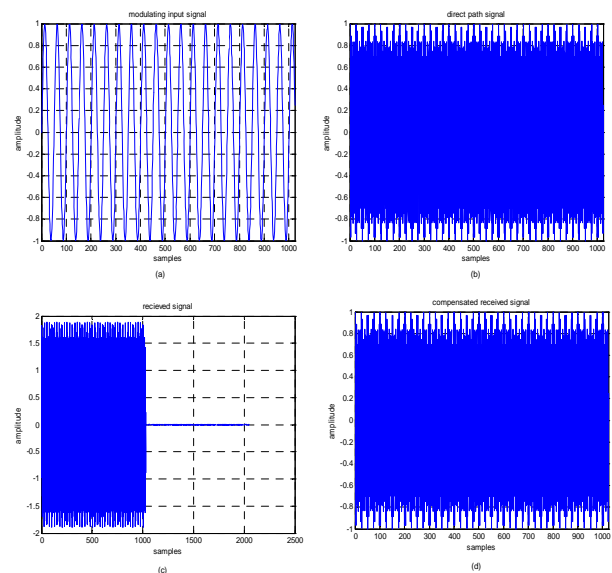 modulating input signal
1
0.8
0.6
0.4
0.2
0
-0.2
-0.4
-0.6
-0.8
-1
amplitude
0 100 200 300 400 500 600 700 800 900 1000
samples
(a)
direct path signal
1
0.8
0.6
0.4
0.2
0
-0.2
-0.4
-0.6
-0.8
-1
amplitude
0 100 200 300 400 500 600 700 800 900 1000
samples
(b)
recieved signal
2
1.5
1
0.5
0
-0.5
-1
-1.5
-2
amplitude
0 500 1000 1500 2000 2500
samples
(c)
compensated received signal
1
0.8
0.6
0.4
0.2
0
-0.2
-0.4
-0.6
-0.8
-1
amplitude
0 100 200 300 400 500 600 700 800 900 1000
samples
(d)